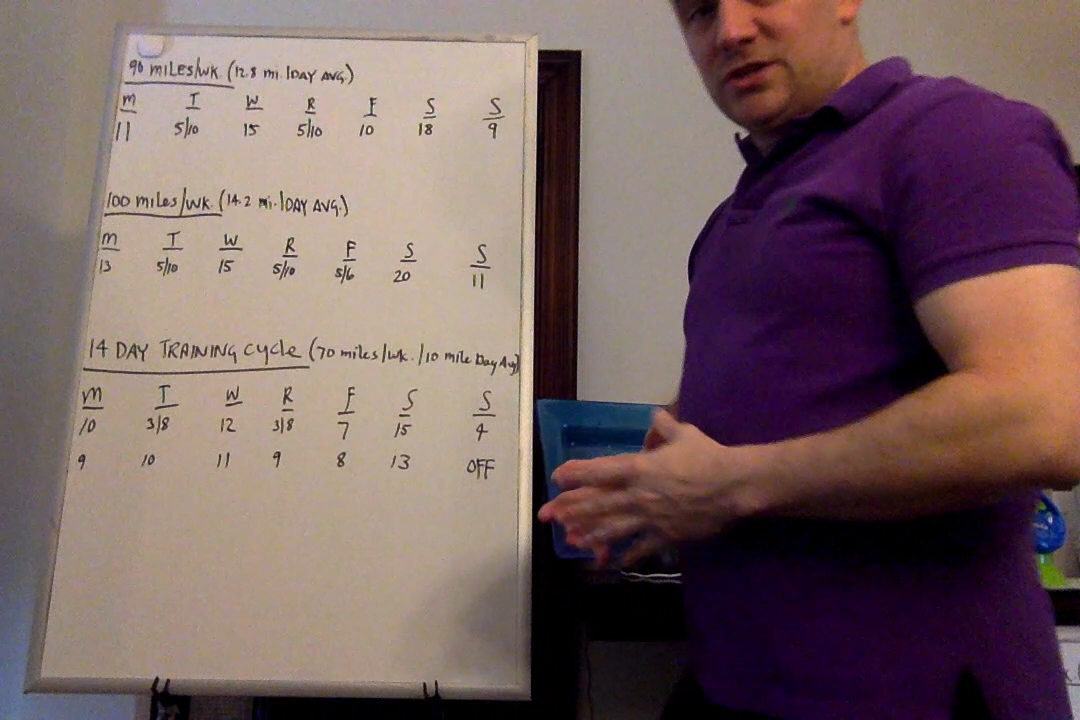 90 miles/wk. (12.8 mi./DAY AVG.)
M T W R F S S
11 5/10 15 5/10 10 18 9
100 miles/wk. (14.2 mi./DAY AVG.)
M T W R F S S
13 5/10 15 5/10 5/6 20 11
14 DAY TRAINING Cycle (70 miles/wk./10 mile Day Avg)
M T W R F S S
10 3/8 12 3/8 7 15 4
9 10 11 9 8 13 OFF